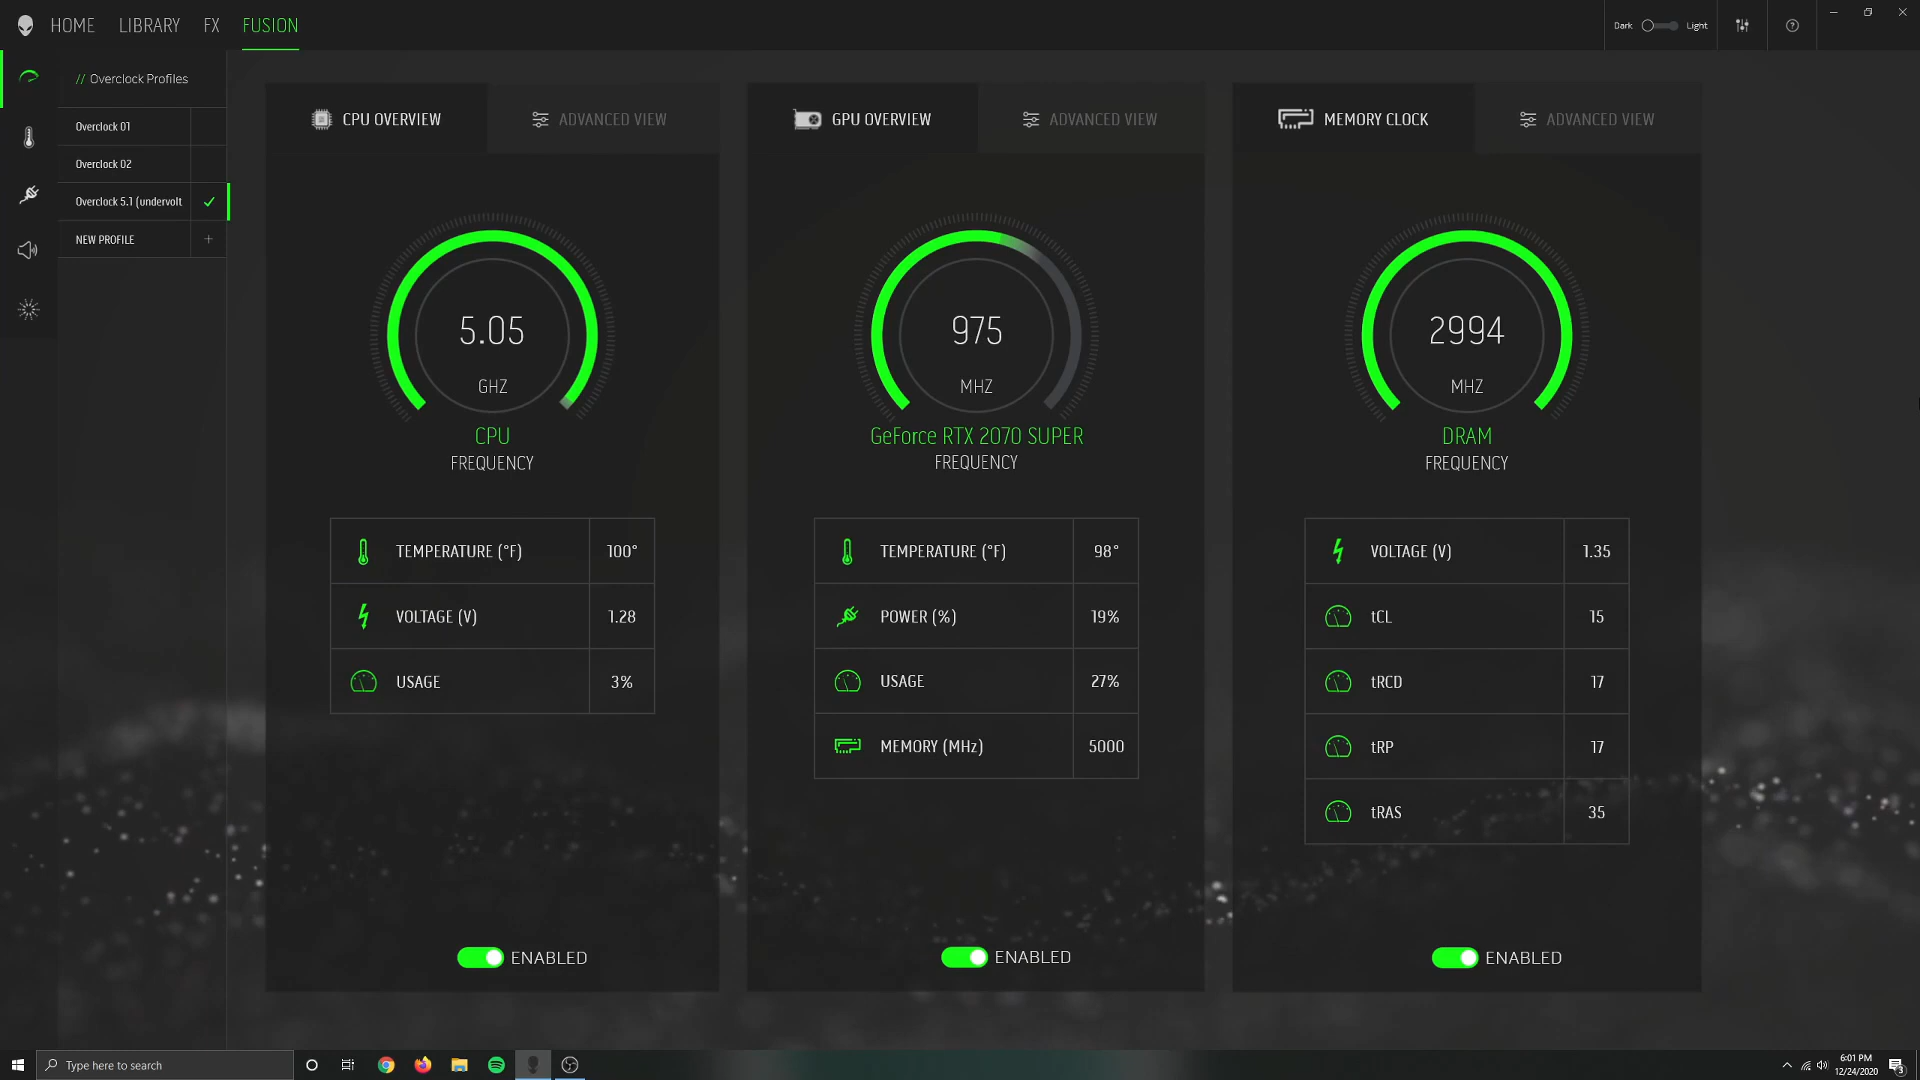 HOME LIBRARY FX FUSION
Dark Light
// Overclock Profiles
Overclock 01
Overclock 02
Overclock 5.1 (undervolt
NEW PROFILE
CPU OVERVIEW ADVANCED VIEW
5.05
GHZ
CPU
FREQUENCY
TEMPERATURE (°F) 100°
VOLTAGE (V) 1.28
USAGE 3%
ENABLED
GPU OVERVIEW ADVANCED VIEW
975
MHZ
GeForce RTX 2070 SUPER
FREQUENCY
TEMPERATURE (°F) 98°
POWER (%) 19%
USAGE 27%
MEMORY (MHz) 5000
ENABLED
MEMORY CLOCK ADVANCED VIEW
2994
MHZ
DRAM
FREQUENCY
VOLTAGE (V) 1.35
tCL 15
tRCD 17
tRP 17
tRAS 35
ENABLED
Type here to search
6:01 PM
12/24/2020
3